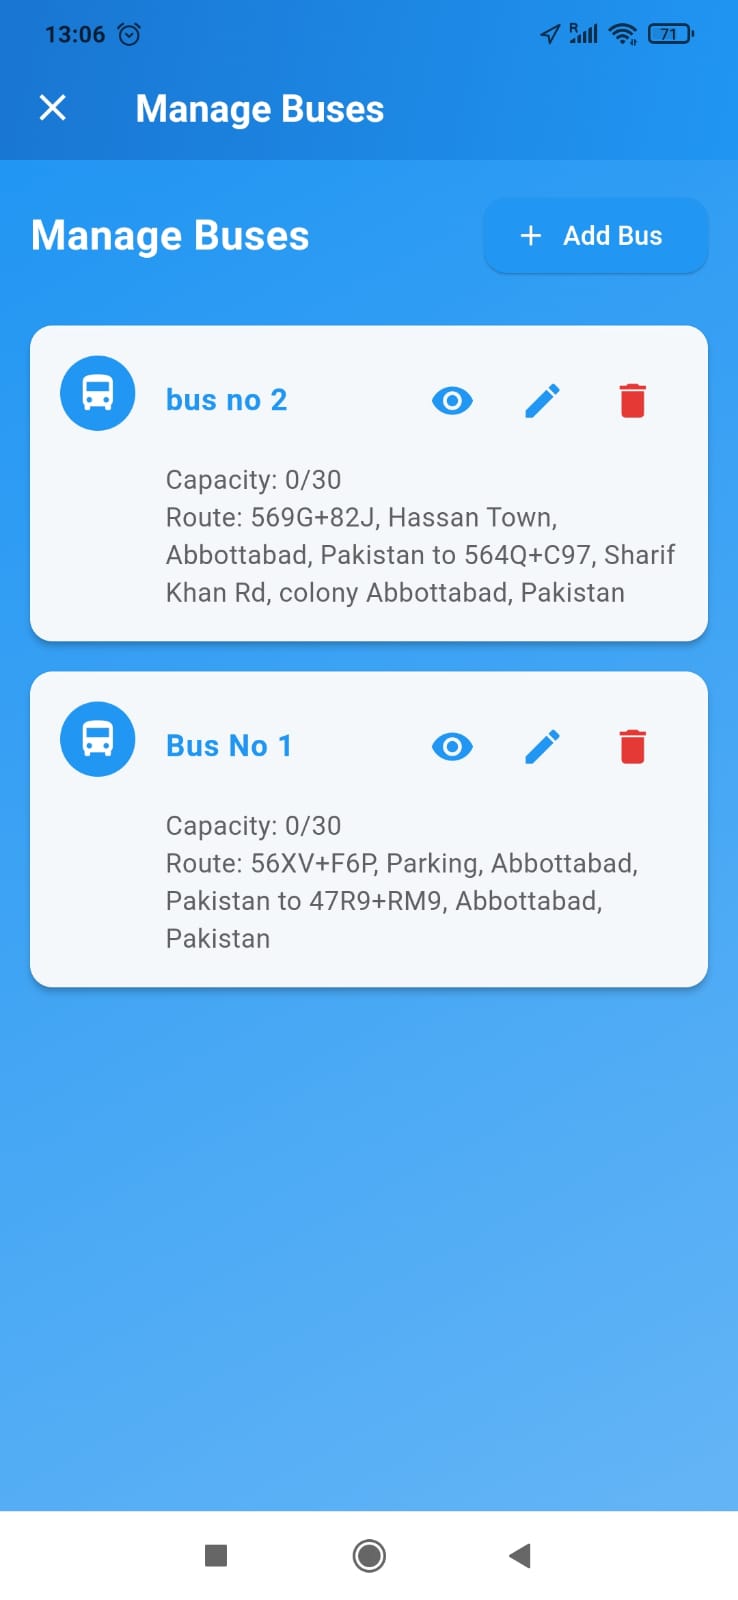 13:06
R
71
Manage Buses
Manage Buses
+ Add Bus
bus no 2
Capacity: 0/30
Route: 569G+82J, Hassan Town,
Abbottabad, Pakistan to 564Q+C97, Sharif
Khan Rd, colony Abbottabad, Pakistan
Bus No 1
Capacity: 0/30
Route: 56XV+F6P, Parking, Abbottabad,
Pakistan to 47R9+RM9, Abbottabad,
Pakistan